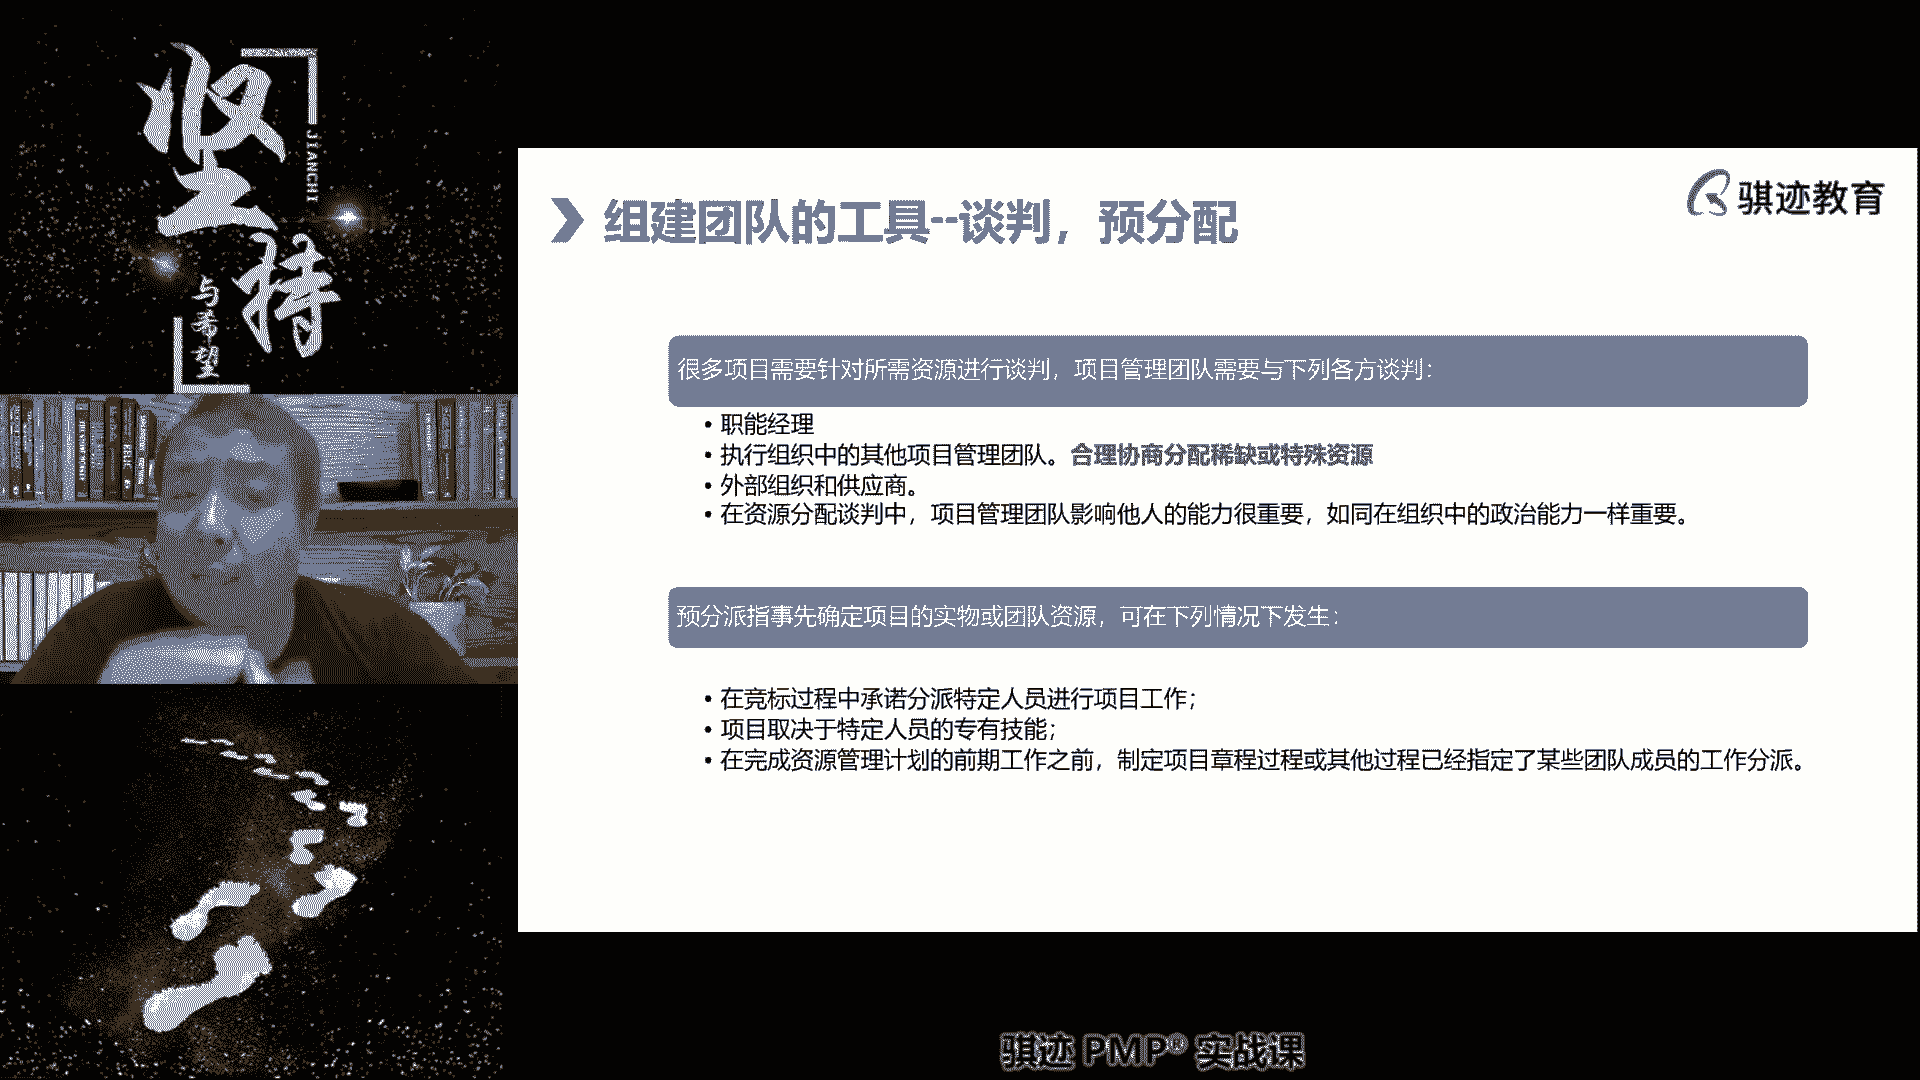 坚持
JIANCHI
与希望
骐迹教育
组建团队的工具--谈判，预分配
很多项目需要针对所需资源进行谈判，项目管理团队需要与下列各方谈判：
• 职能经理
• 执行组织中的其他项目管理团队。合理协商分配稀缺或特殊资源
• 外部组织和供应商。
• 在资源分配谈判中，项目管理团队影响他人的能力很重要，如同在组织中的政治能力一样重要。
预分派指事先确定项目的实物或团队资源，可在下列情况下发生：
• 在竞标过程中承诺分派特定人员进行项目工作；
• 项目取决于特定人员的专有技能；
• 在完成资源管理计划的前期工作之前，制定项目章程过程或其他过程已经指定了某些团队成员的工作分派。
骐迹 PMP® 实战课